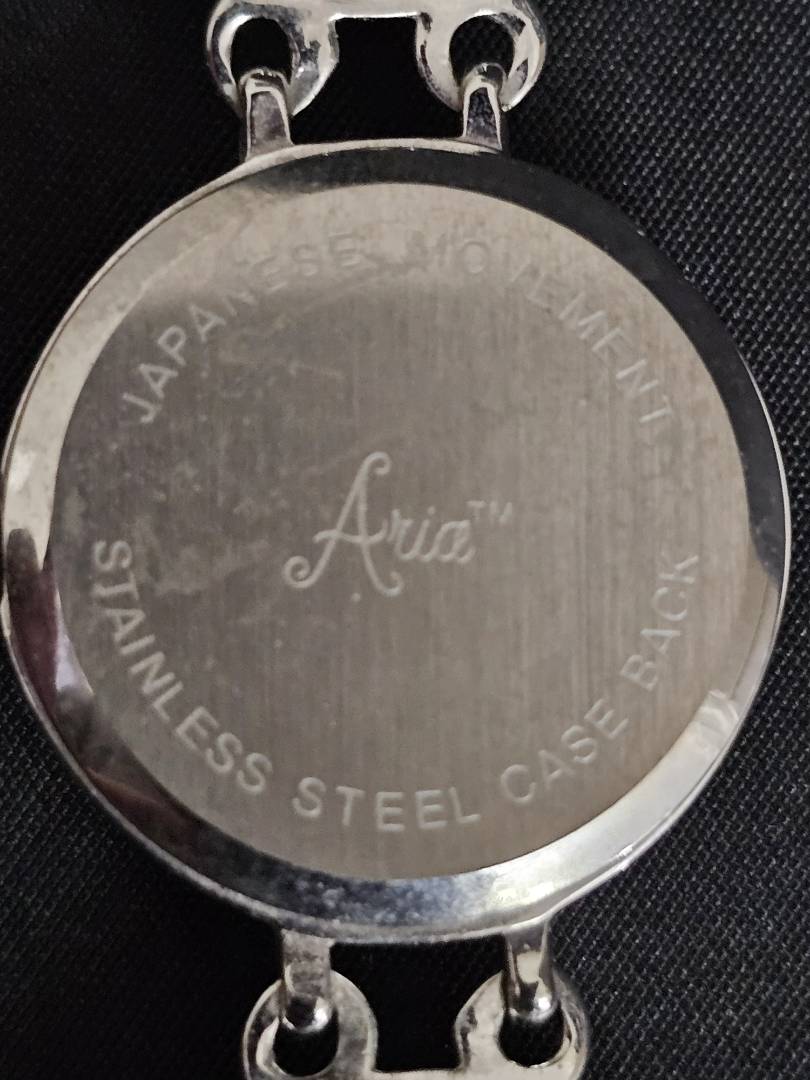 JAPANESE MOVEMENT
Aria™
STAINLESS STEEL CASE BACK